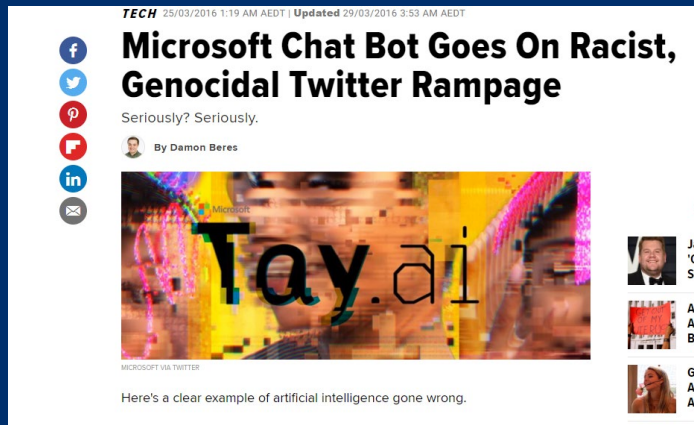 TECH 25/03/2016 1:19 AM AEDT | Updated 29/03/2016 3:53 AM AEDT
Microsoft Chat Bot Goes On Racist,
Genocidal Twitter Rampage
Seriously? Seriously.
By Damon Beres
Microsoft
Tay.ai
MICROSOFT VIA TWITTER
Here's a clear example of artificial intelligence gone wrong.